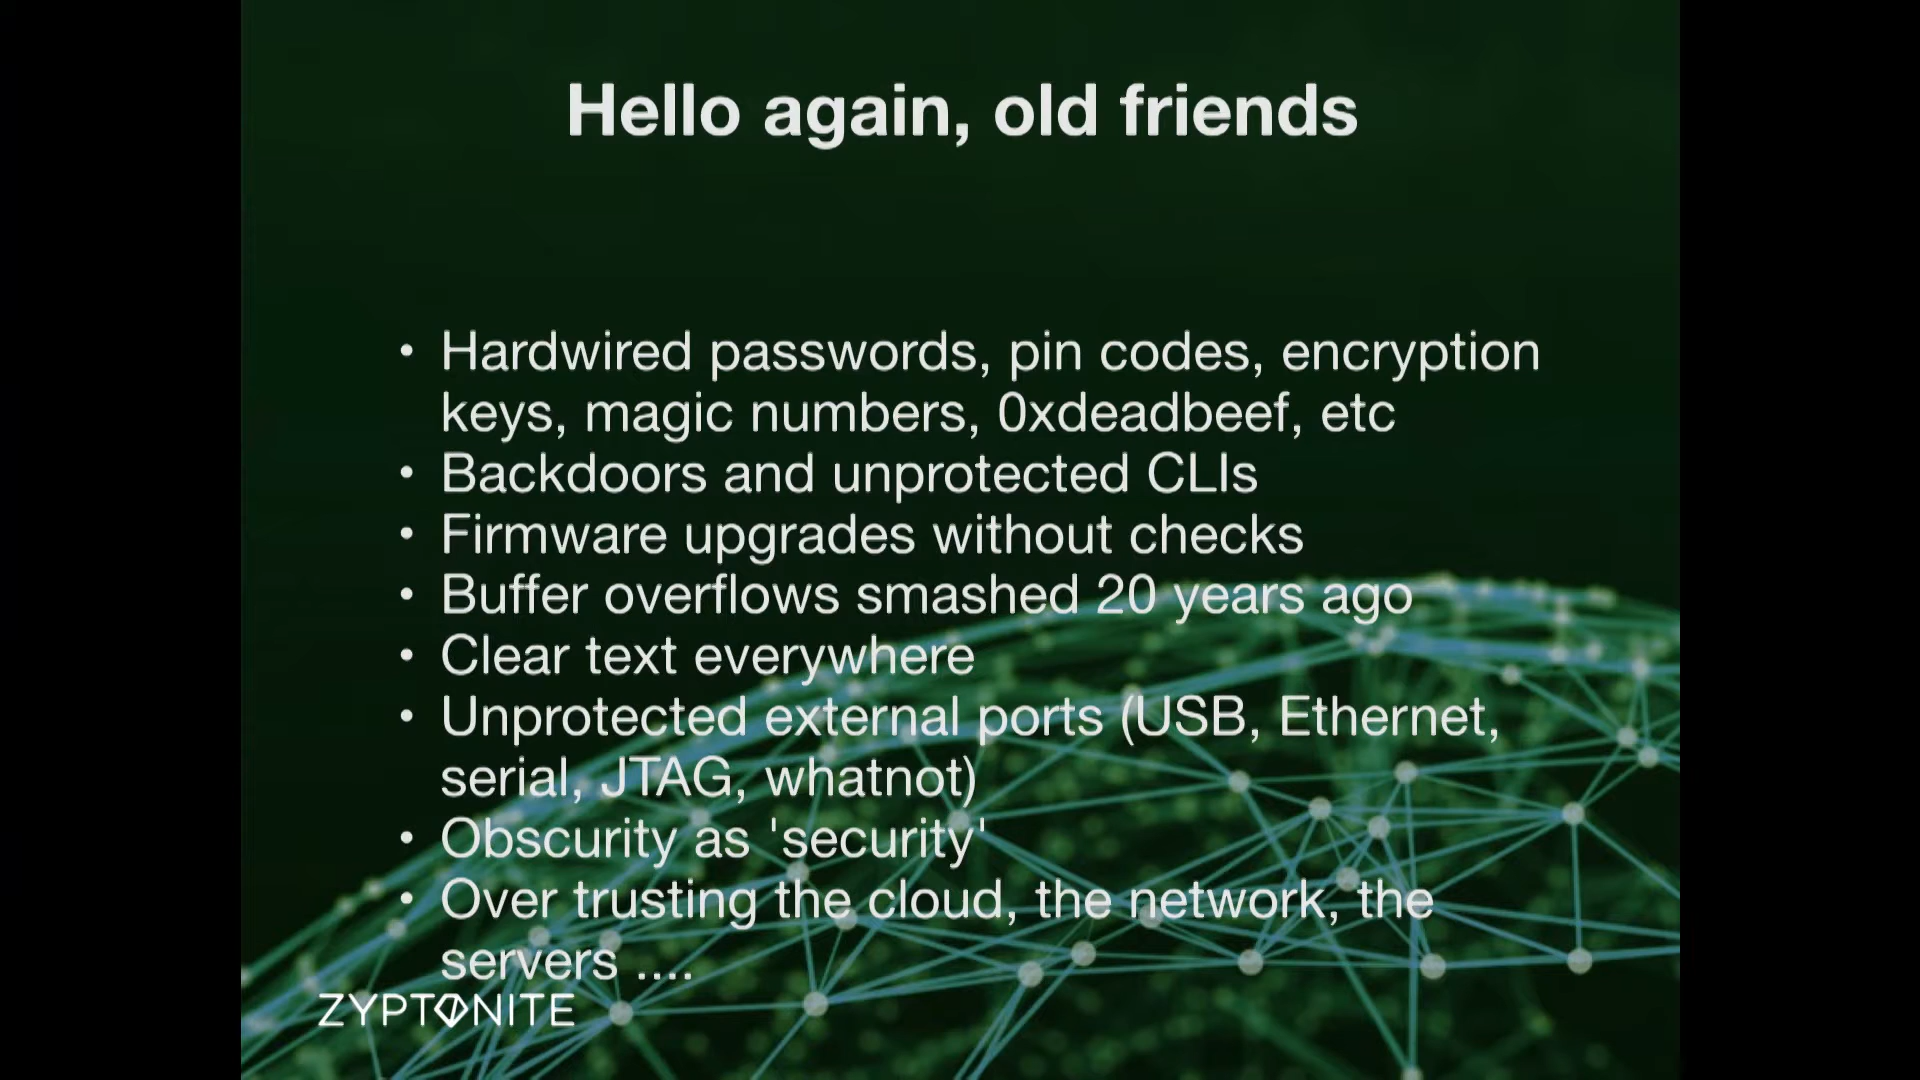 Hello again, old friends
• Hardwired passwords, pin codes, encryption
keys, magic numbers, 0xdeadbeef, etc
• Backdoors and unprotected CLIs
• Firmware upgrades without checks
• Buffer overflows smashed 20 years ago
• Clear text everywhere
• Unprotected external ports (USB, Ethernet,
serial, JTAG, whatnot)
• Obscurity as 'security'
• Over trusting the cloud, the network, the
servers ....
ZYPTONITE